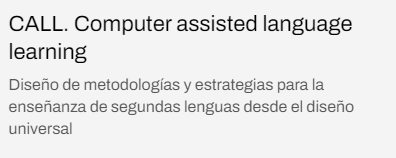 CALL. Computer assisted language
learning
Diseño de metodologías y estrategias para la
enseñanza de segundas lenguas desde el diseño
universal